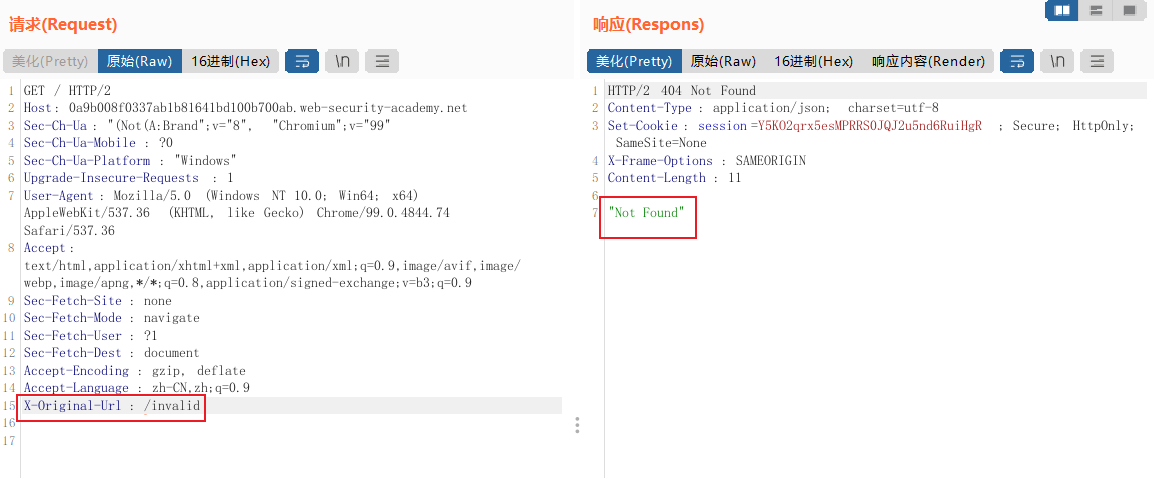 请求(Request)
美化(Pretty) 原始(Raw) 16进制(Hex) \n
1 GET / HTTP/2
2 Host: 0a9b008f0337ab1b81641bd100b700ab.web-security-academy.net
3 Sec-Ch-Ua : "(Not(A:Brand";v="8", "Chromium";v="99"
4 Sec-Ch-Ua-Mobile : ?0
5 Sec-Ch-Ua-Platform : "Windows"
6 Upgrade-Insecure-Requests : 1
7 User-Agent : Mozilla/5.0 (Windows NT 10.0; Win64; x64)
AppleWebKit/537.36 (KHTML, like Gecko) Chrome/99.0.4844.74
Safari/537.36
8 Accept :
text/html,application/xhtml+xml,application/xml;q=0.9,image/avif,image/
webp,image/apng,*/*;q=0.8,application/signed-exchange;v=b3;q=0.9
9 Sec-Fetch-Site : none
10 Sec-Fetch-Mode : navigate
11 Sec-Fetch-User : ?1
12 Sec-Fetch-Dest : document
13 Accept-Encoding : gzip, deflate
14 Accept-Language : zh-CN,zh;q=0.9
15 X-Original-Url : /invalid
16
17
响应(Respons)
美化(Pretty) 原始(Raw) 16进制(Hex) 响应内容(Render) \n
1 HTTP/2 404 Not Found
2 Content-Type : application/json; charset=utf-8
3 Set-Cookie : session =Y5KO2qrx5esMPRRS0JQJ2u5nd6RuiHgR ; Secure; HttpOnly;
SameSite=None
4 X-Frame-Options : SAMEORIGIN
5 Content-Length : 11
6
7 "Not Found"